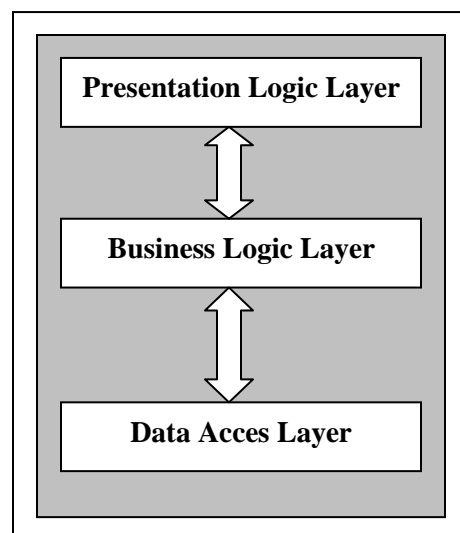 Presentation Logic Layer
Business Logic Layer
Data Acces Layer